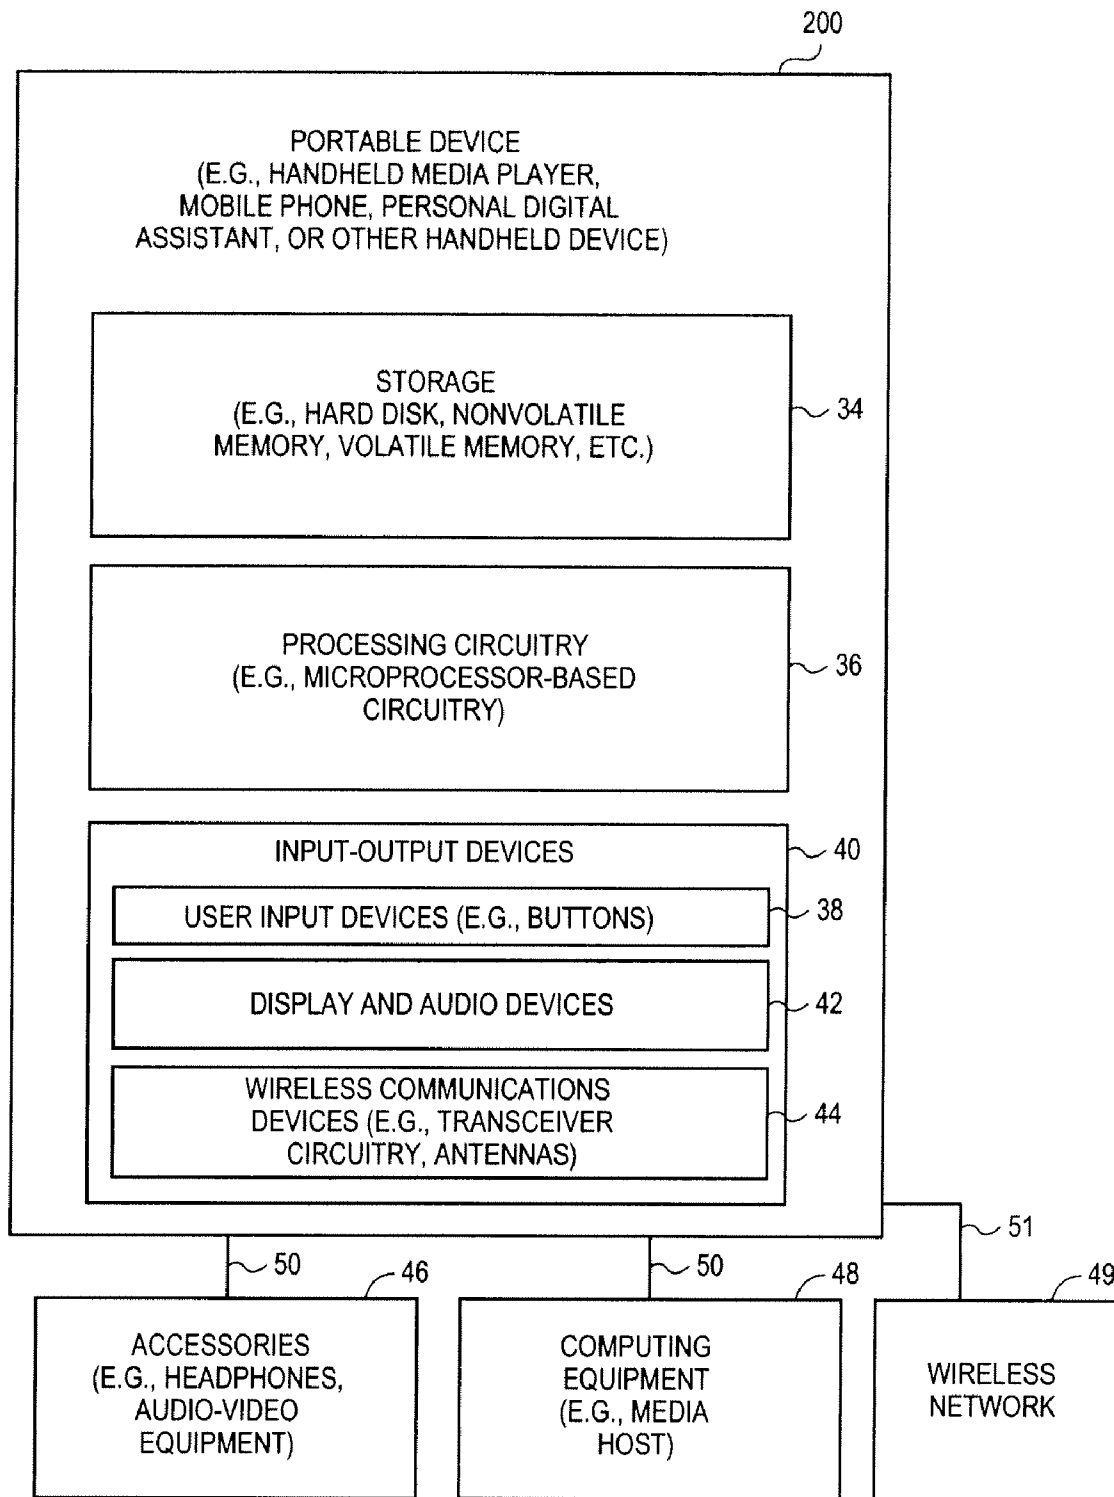 200
PORTABLE DEVICE
(E.G., HANDHELD MEDIA PLAYER,
MOBILE PHONE, PERSONAL DIGITAL
ASSISTANT, OR OTHER HANDHELD DEVICE)
STORAGE
(E.G., HARD DISK, NONVOLATILE
MEMORY, VOLATILE MEMORY, ETC.)
34
PROCESSING CIRCUITRY
(E.G., MICROPROCESSOR-BASED
CIRCUITRY)
36
INPUT-OUTPUT DEVICES
40
USER INPUT DEVICES (E.G., BUTTONS)
38
DISPLAY AND AUDIO DEVICES
42
WIRELESS COMMUNICATIONS
DEVICES (E.G., TRANSCEIVER
CIRCUITRY, ANTENNAS)
44
51
50
46
50
48
49
ACCESSORIES
(E.G., HEADPHONES,
AUDIO-VIDEO
EQUIPMENT)
COMPUTING
EQUIPMENT
(E.G., MEDIA
HOST)
WIRELESS
NETWORK